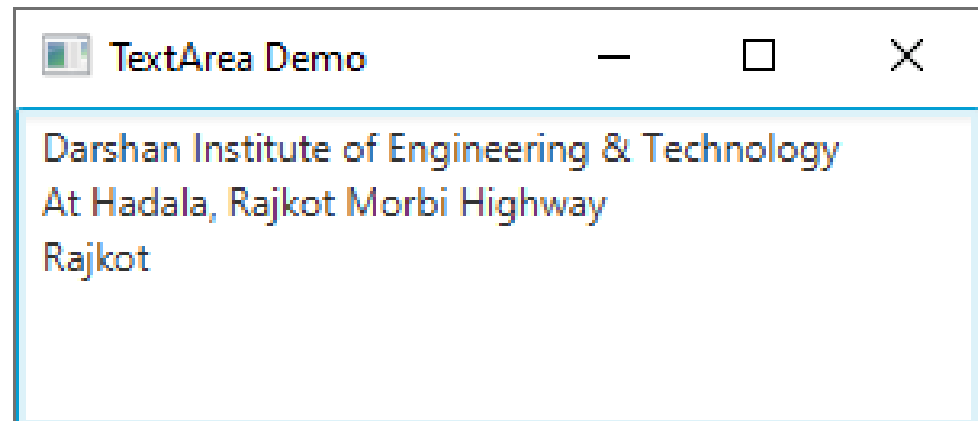 TextArea Demo
Darshan Institute of Engineering & Technology
At Hadala, Rajkot Morbi Highway
Rajkot